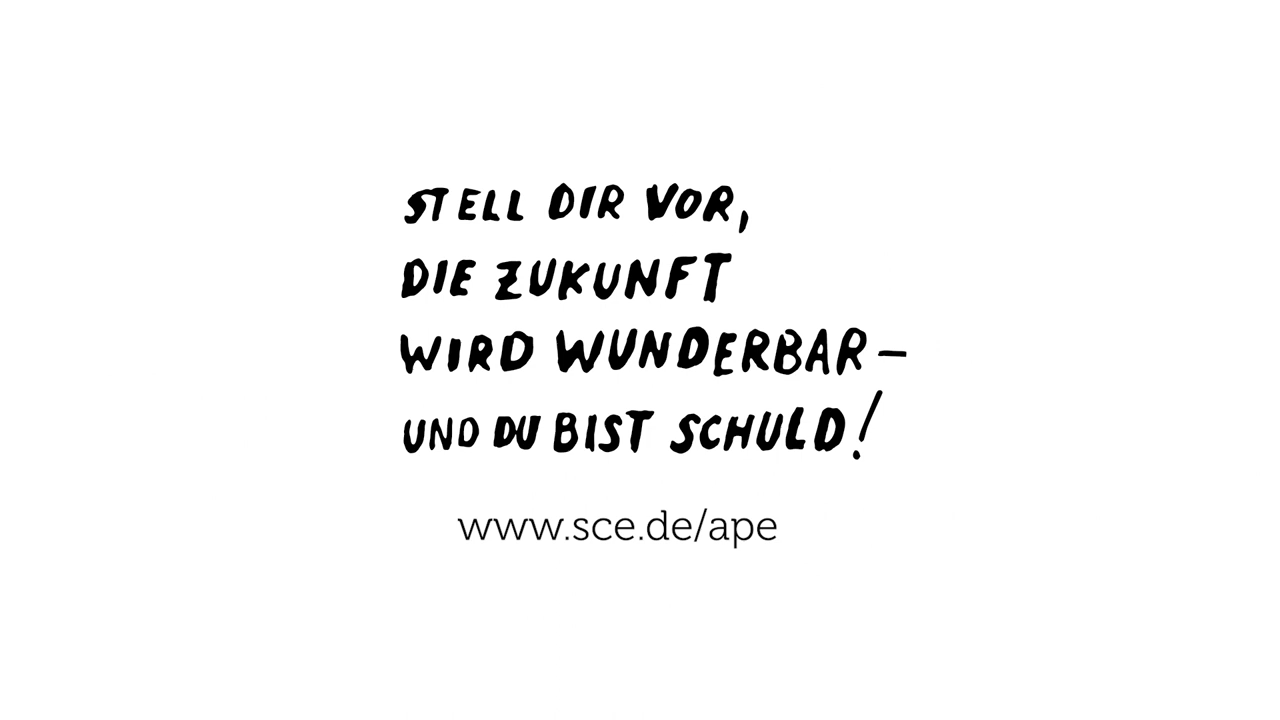 STELL DIR VOR,
DIE ZUKUNFT
WIRD WUNDERBAR –
UND DU BIST SCHULD!
www.sce.de/ape